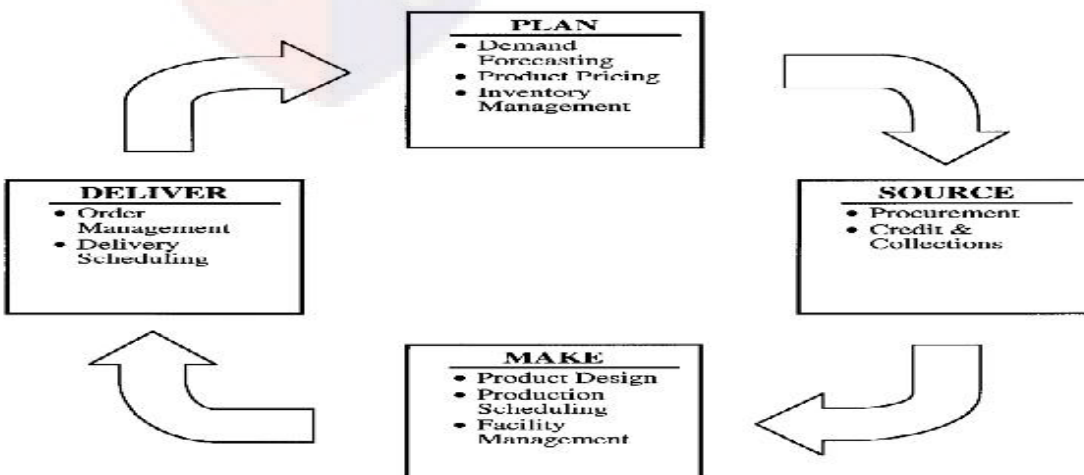 PLAN
• Demand
Forecasting
• Product Pricing
• Inventory
Management
SOURCE
• Procurement
• Credit &
Collections
MAKE
• Product Design
• Production
Scheduling
• Facility
Management
DELIVER
• Order
Management
• Delivery
Scheduling